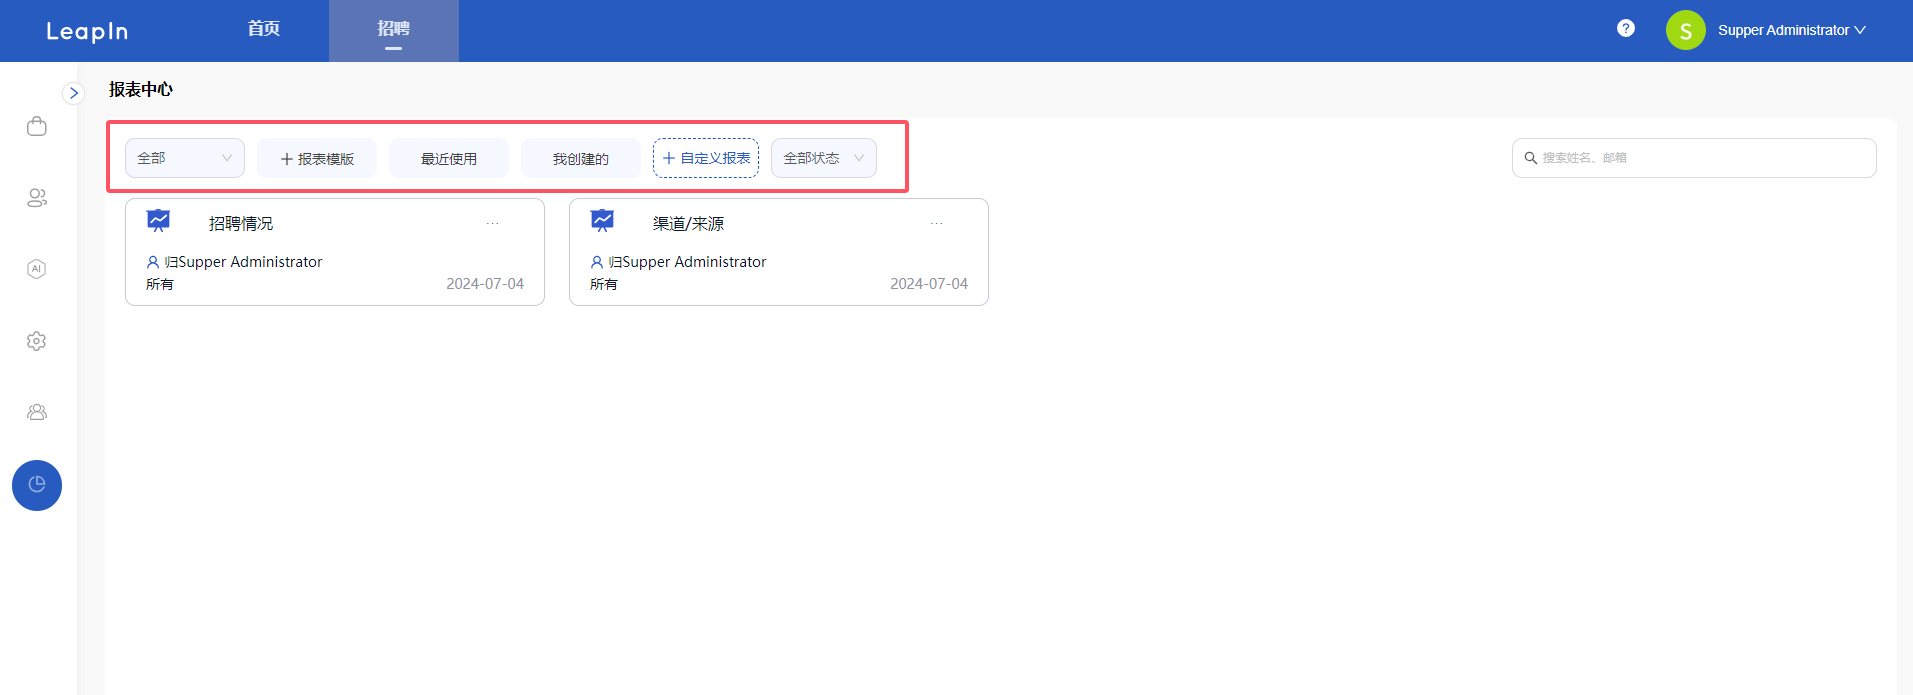 LeapIn
首页
招聘
?
S
Supper Administrator
报表中心
全部
+ 报表模版
最近使用
我创建的
+ 自定义报表
全部状态
搜索姓名、邮箱
招聘情况
...
归Supper Administrator
所有
2024-07-04
渠道/来源
...
归Supper Administrator
所有
2024-07-04
AI